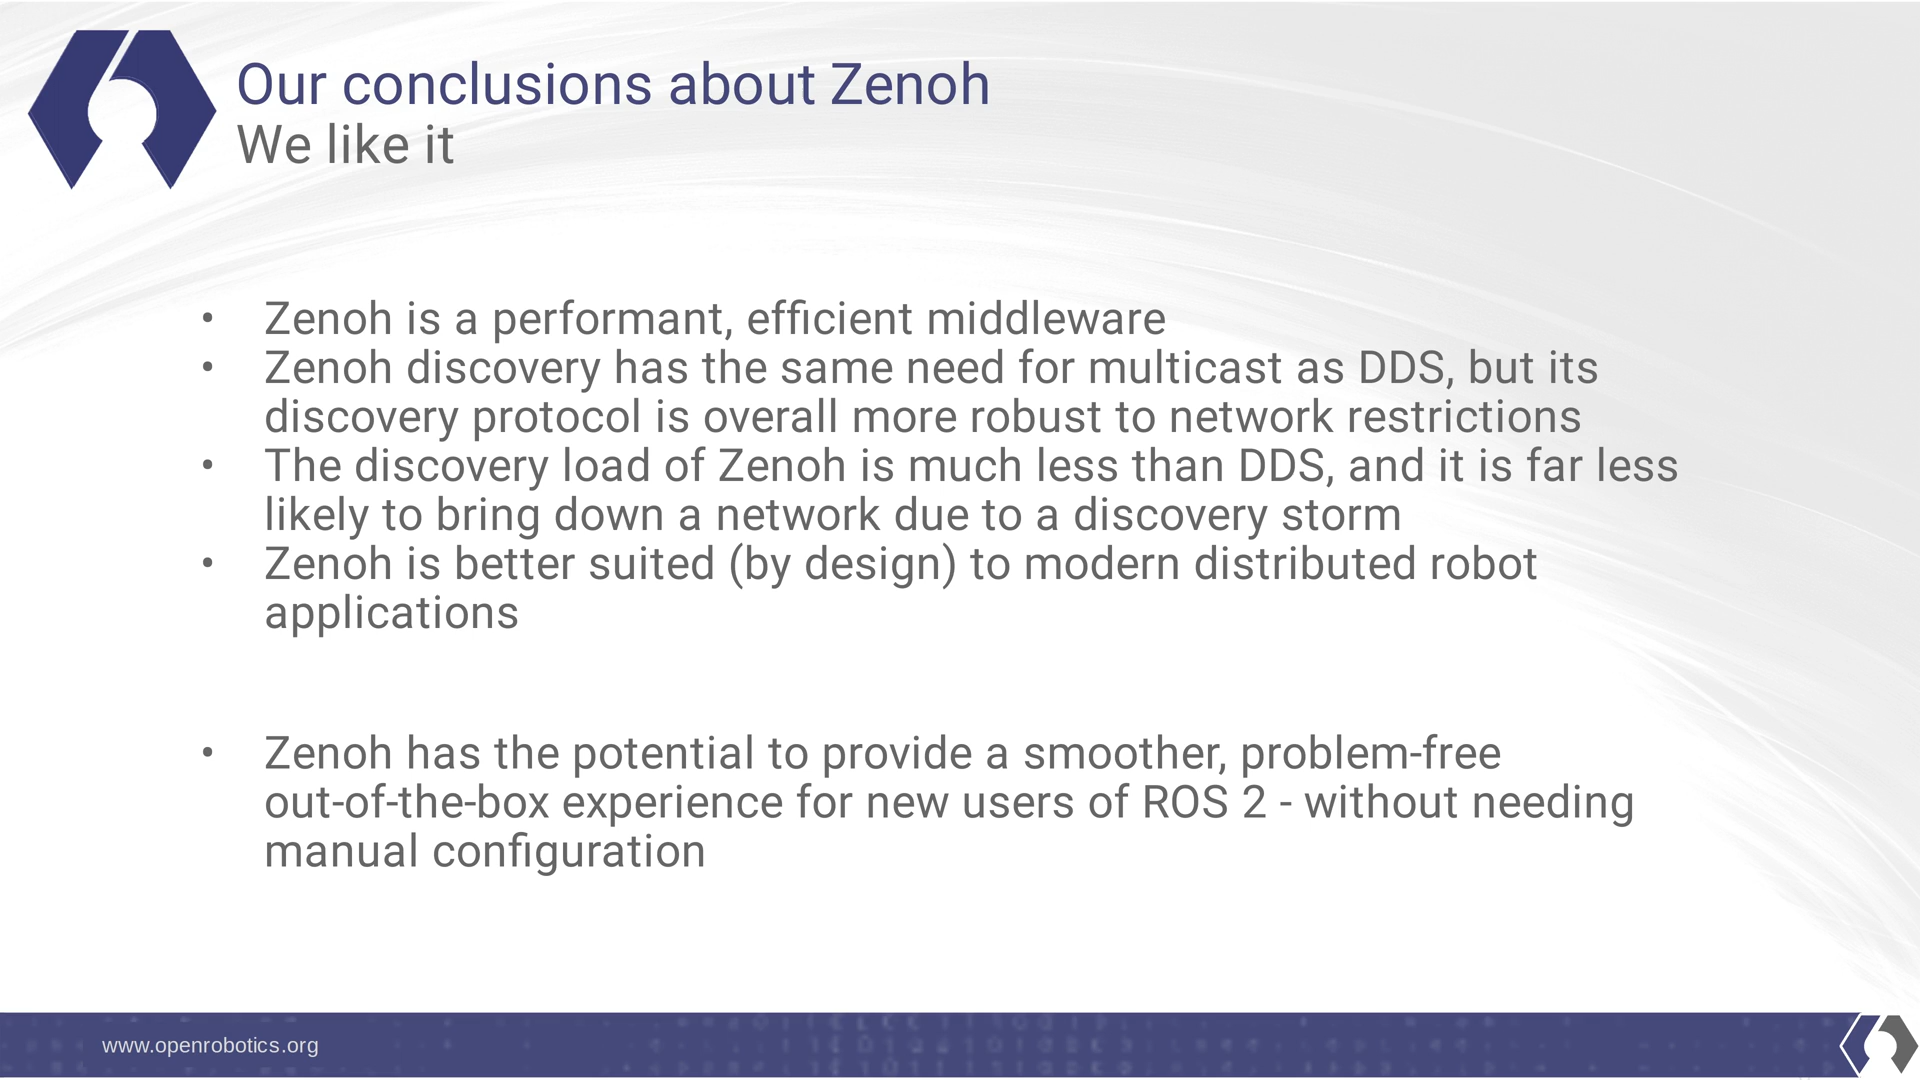 Our conclusions about Zenoh
We like it
• Zenoh is a performant, efficient middleware
• Zenoh discovery has the same need for multicast as DDS, but its
discovery protocol is overall more robust to network restrictions
• The discovery load of Zenoh is much less than DDS, and it is far less
likely to bring down a network due to a discovery storm
• Zenoh is better suited (by design) to modern distributed robot
applications
• Zenoh has the potential to provide a smoother, problem-free
out-of-the-box experience for new users of ROS 2 - without needing
manual configuration
www.openrobotics.org